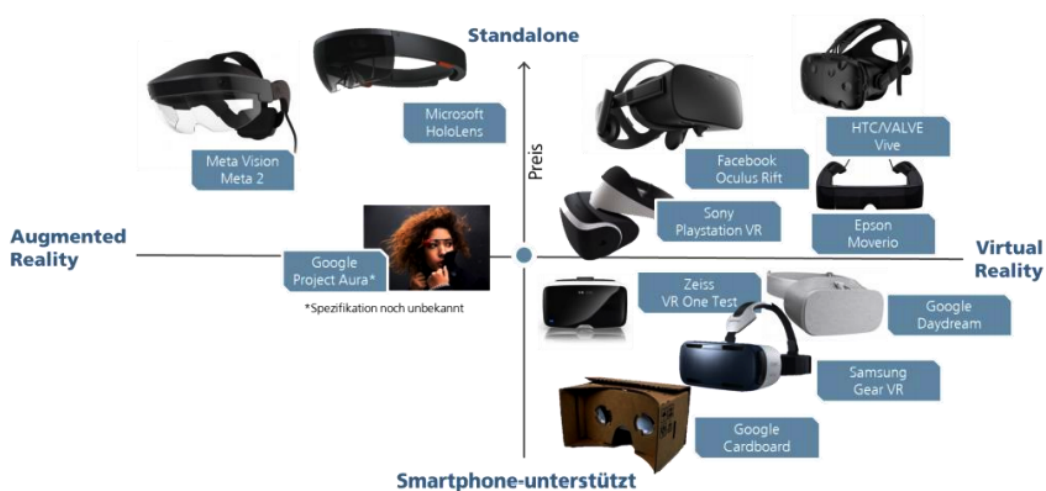 Standalone
Microsoft
HoloLens
HTC/VALVE
Vive
Meta Vision
Meta 2
Preis
Facebook
Oculus Rift
Sony
Playstation VR
Epson
Moverio
Augmented
Reality
Virtual
Reality
Google
Project Aura*
*Spezifikation noch unbekannt
Zeiss
VR One Test
Google
Daydream
Samsung
Gear VR
Google
Cardboard
Smartphone-unterstützt